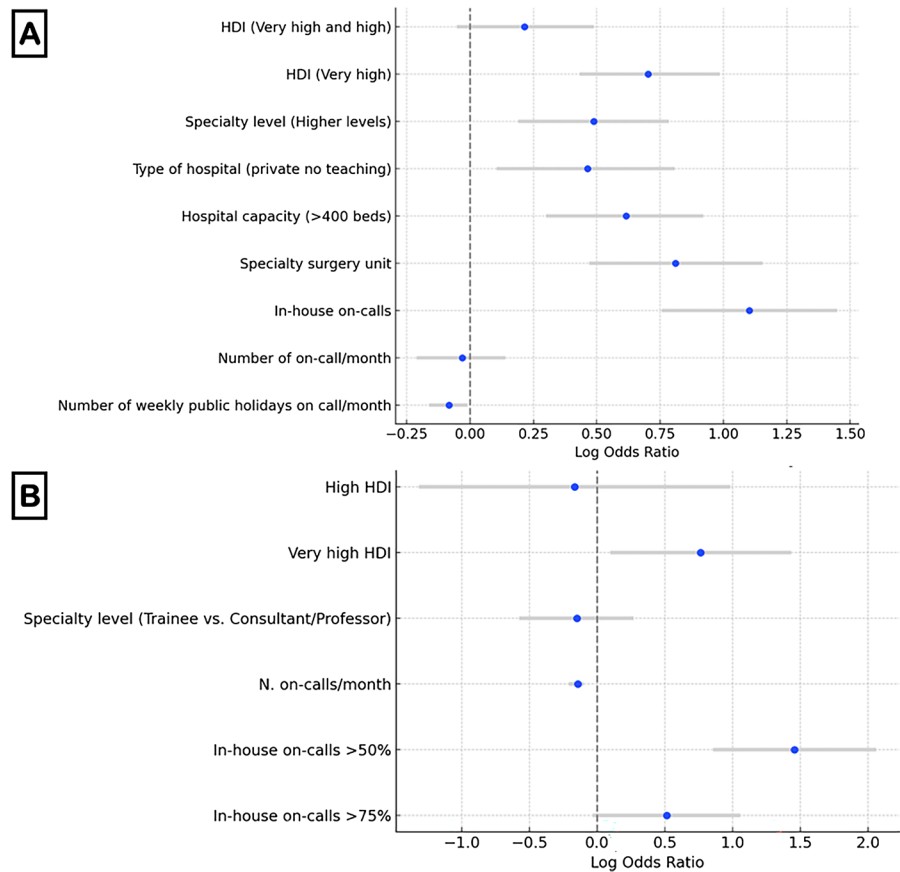 A
HDI (Very high and high)
HDI (Very high)
Specialty level (Higher levels)
Type of hospital (private no teaching)
Hospital capacity (>400 beds)
Specialty surgery unit
In-house on-calls
Number of on-call/month
Number of weekly public holidays on call/month
−0.25 0.00 0.25 0.50 0.75 1.00 1.25 1.50
Log Odds Ratio
B
High HDI
Very high HDI
Specialty level (Trainee vs. Consultant/Professor)
N. on-calls/month
In-house on-calls >50%
In-house on-calls >75%
−1.0 −0.5 0.0 0.5 1.0 1.5 2.0
Log Odds Ratio